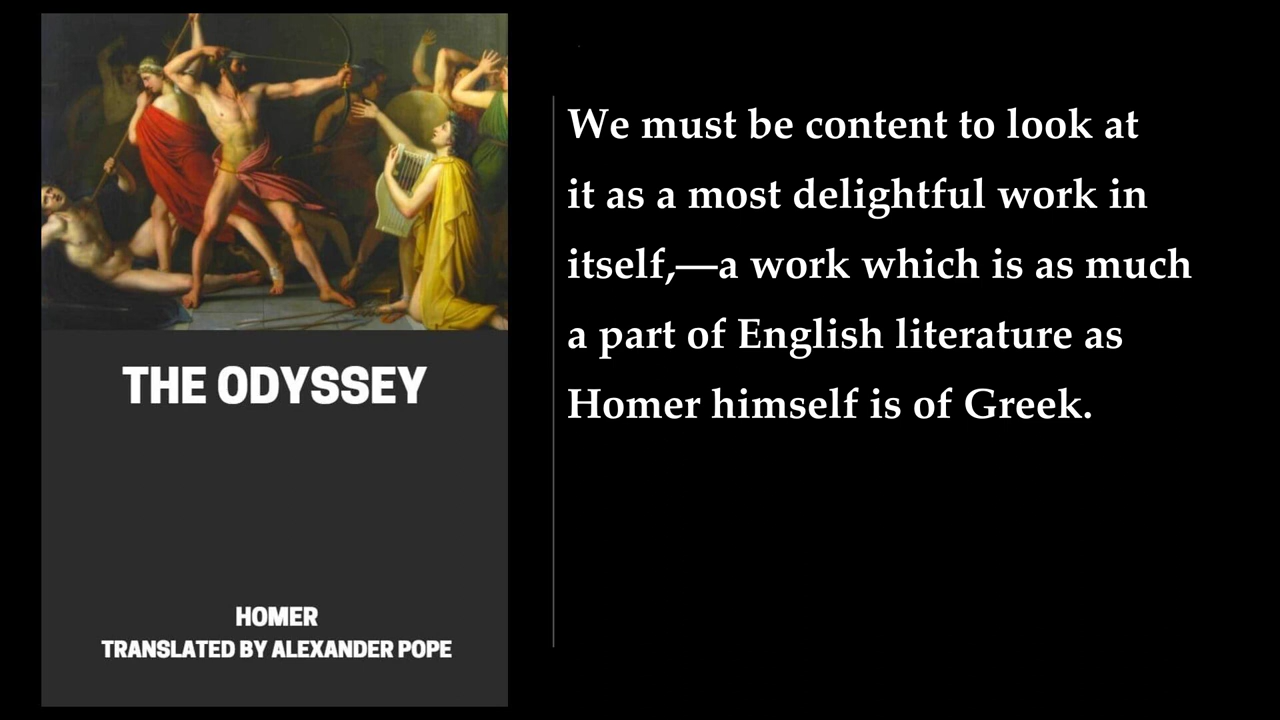 THE ODYSSEY
HOMER
TRANSLATED BY ALEXANDER POPE
We must be content to look at
it as a most delightful work in
itself,—a work which is as much
a part of English literature as
Homer himself is of Greek.